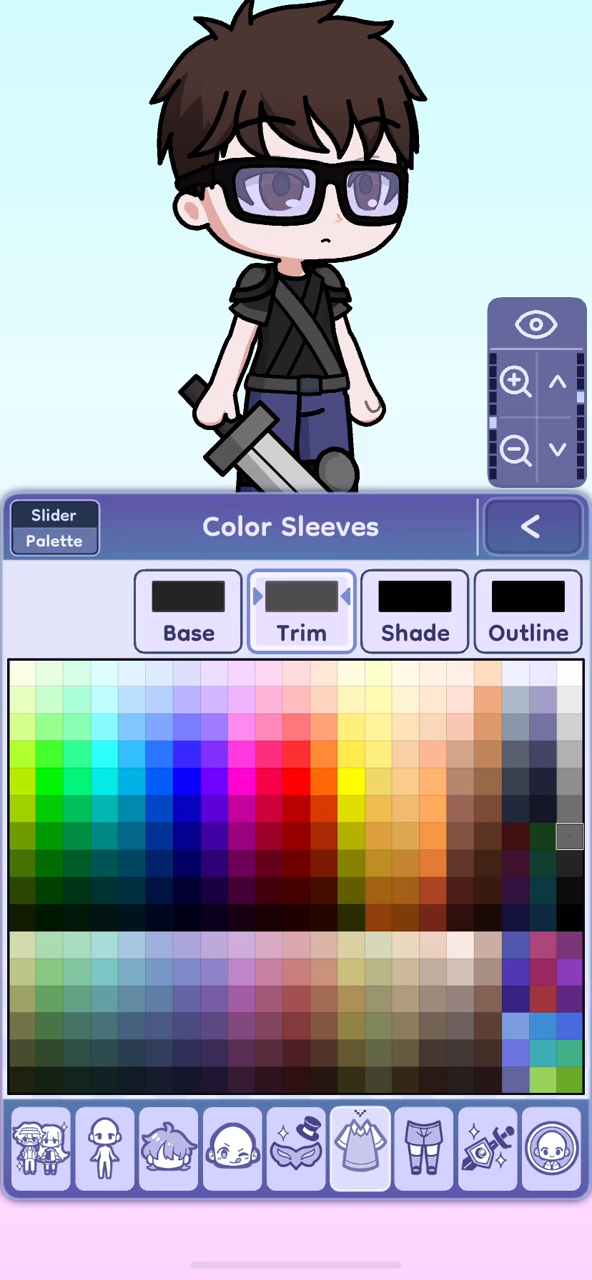 Slider
Palette
Color Sleeves
<
Base
Trim
Shade
Outline